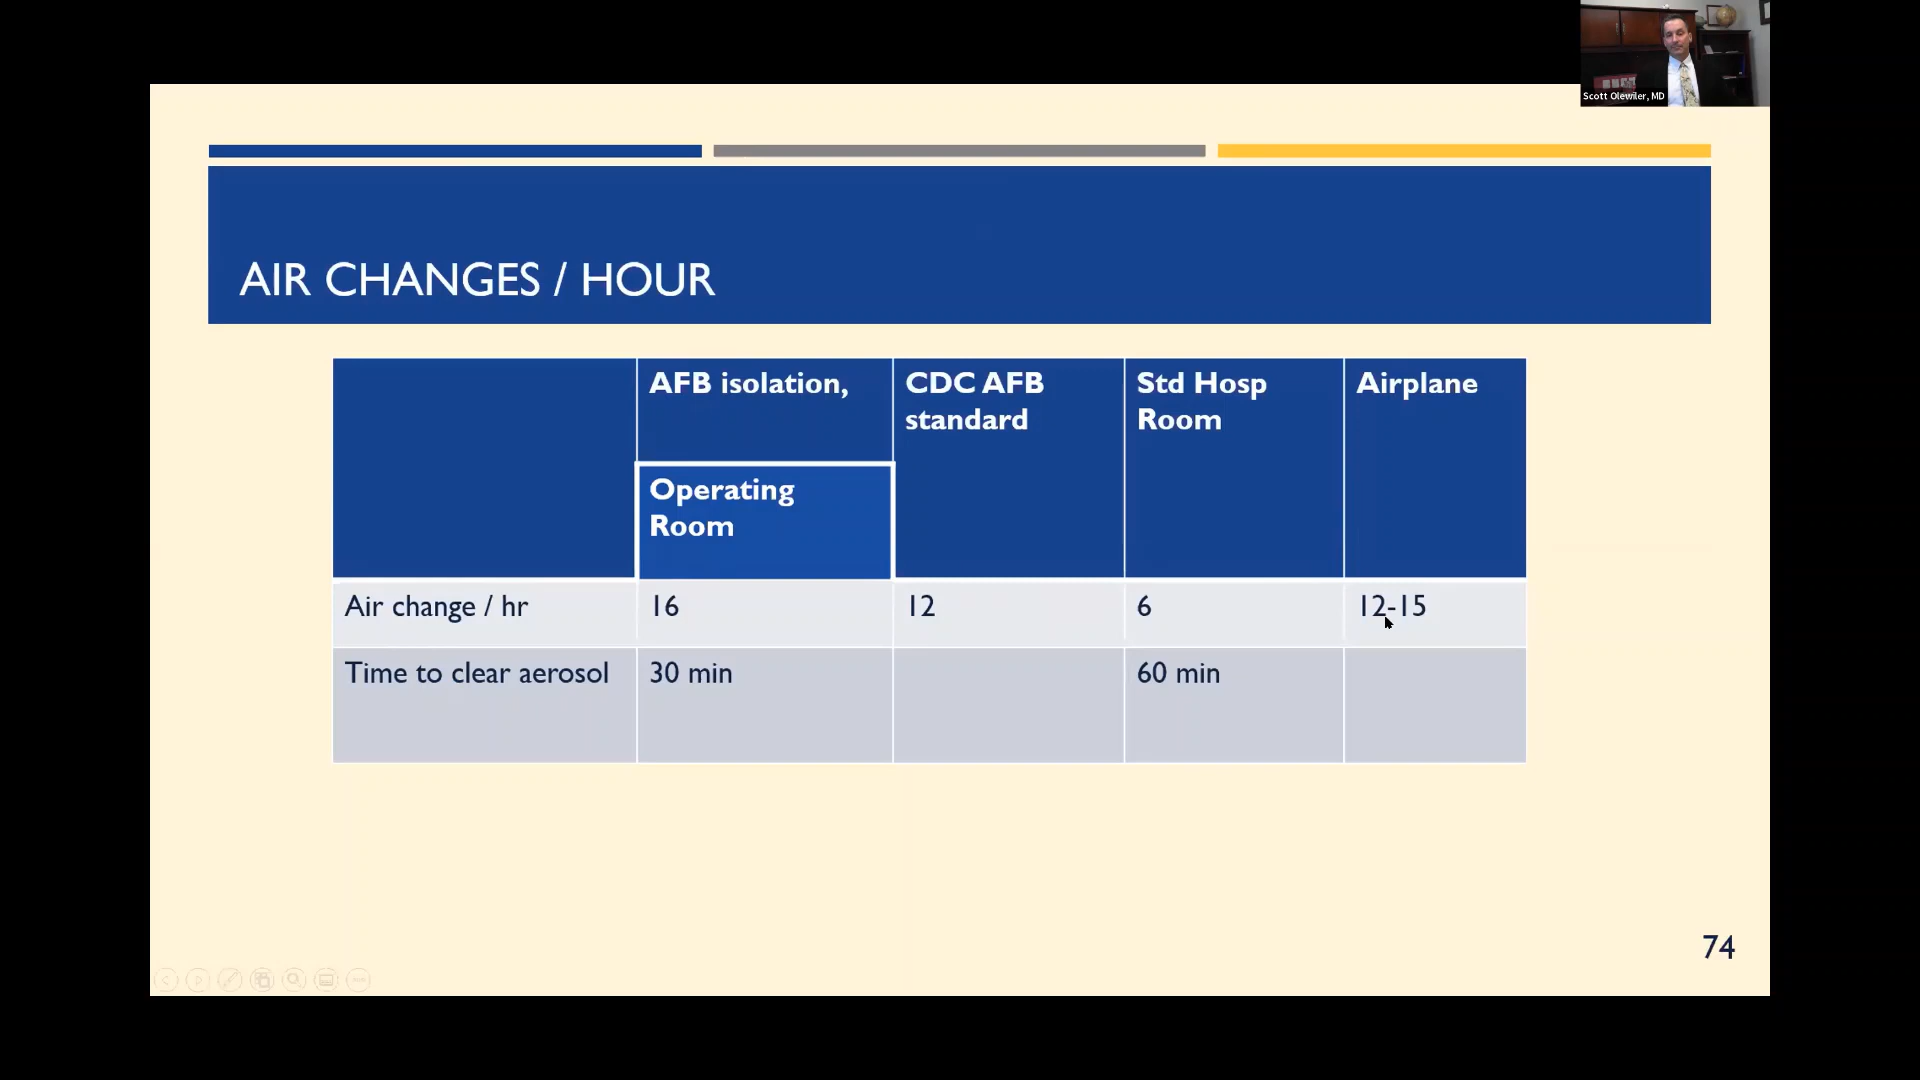 Scott Olewiler, MD
AIR CHANGES / HOUR
AFB isolation,
Operating
Room
CDC AFB
standard
Std Hosp
Room
Airplane
Air change / hr
16
12
6
12-15
Time to clear aerosol
30 min
60 min
74